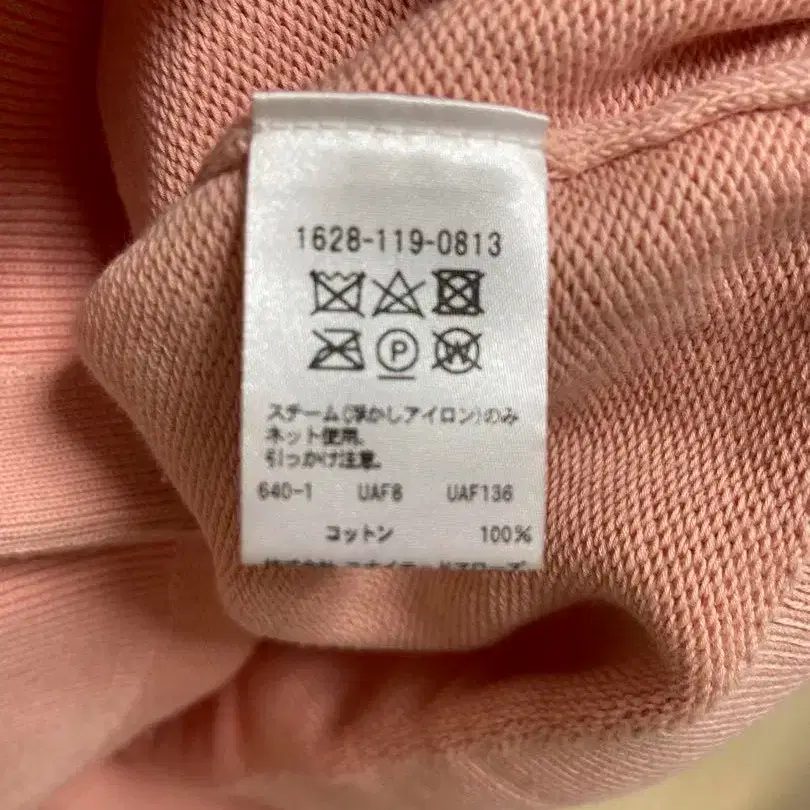 1628-119-0813
P W
スチーム(浮かしアイロン)のみ
ネット使用。
引っかけ注意。
640-1 UAF8 UAF136
コットン 100%